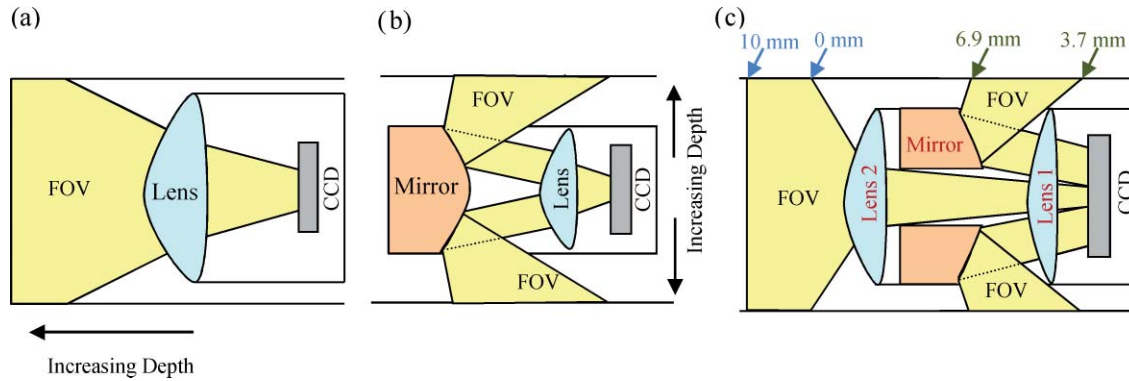 (a)
FOV
Lens
CCD
Increasing Depth
(b)
FOV
Mirror
Lens
CCD
FOV
Increasing Depth
(c)
10 mm
0 mm
6.9 mm
3.7 mm
FOV
Mirror
FOV
Lens 2
Lens 1
CCD
FOV